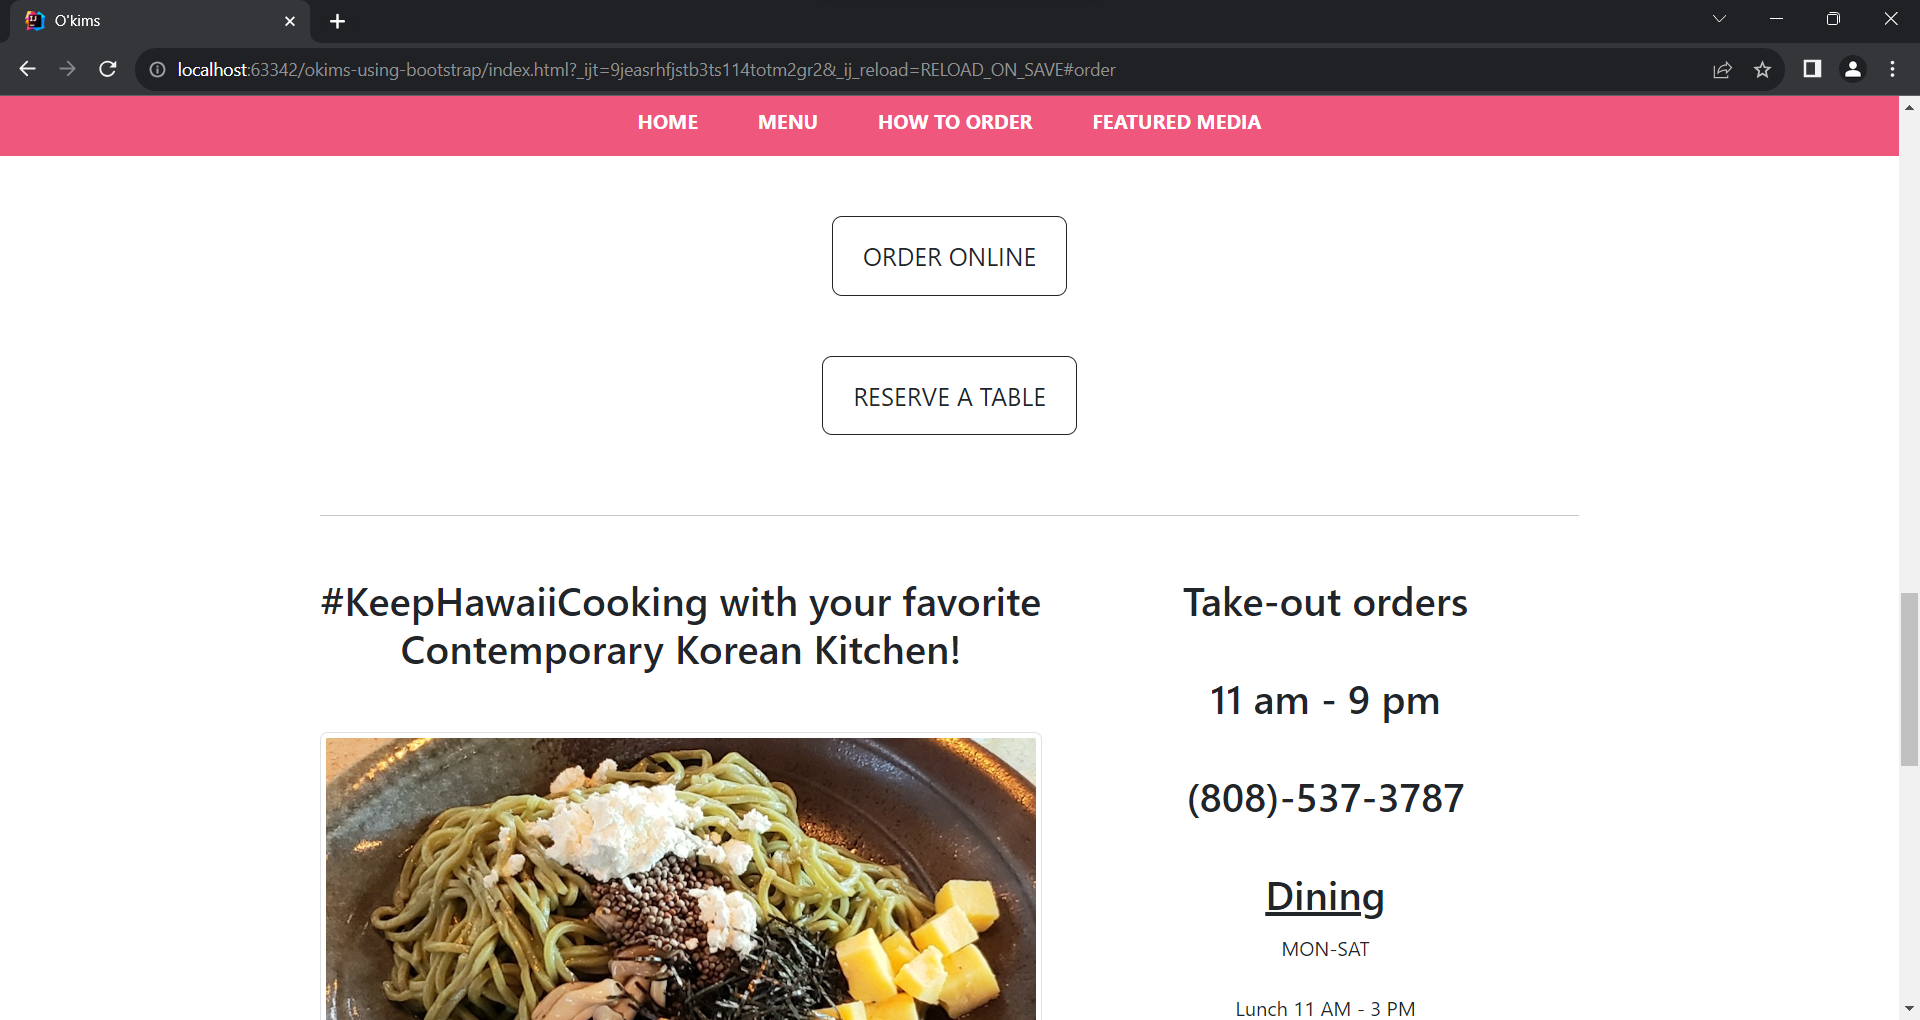 O'kims
localhost:63342/okims-using-bootstrap/index.html?_ijt=9jeasrhfjstb3ts114totm2gr2&_ij_reload=RELOAD_ON_SAVE#order
HOME MENU HOW TO ORDER FEATURED MEDIA
ORDER ONLINE
RESERVE A TABLE
#KeepHawaiiCooking with your favorite
Contemporary Korean Kitchen!
Take-out orders
11 am - 9 pm
(808)-537-3787
Dining
MON-SAT
Lunch 11 AM - 3 PM